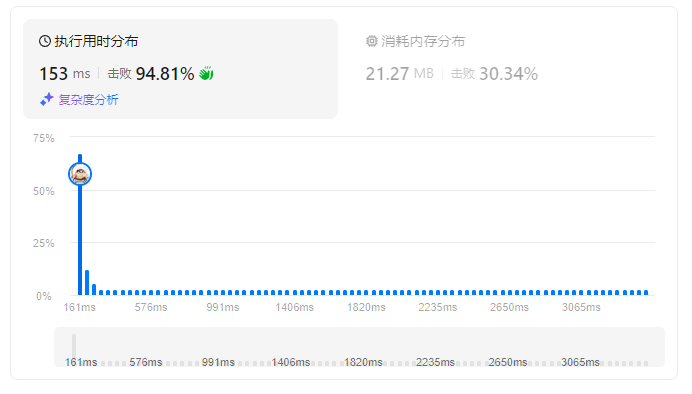 执行用时分布
153 ms 击败 94.81%
复杂度分析
消耗内存分布
21.27 MB 击败 30.34%
75%
50%
25%
0%
161ms 576ms 991ms 1406ms 1820ms 2235ms 2650ms 3065ms
161ms 576ms 991ms 1406ms 1820ms 2235ms 2650ms 3065ms